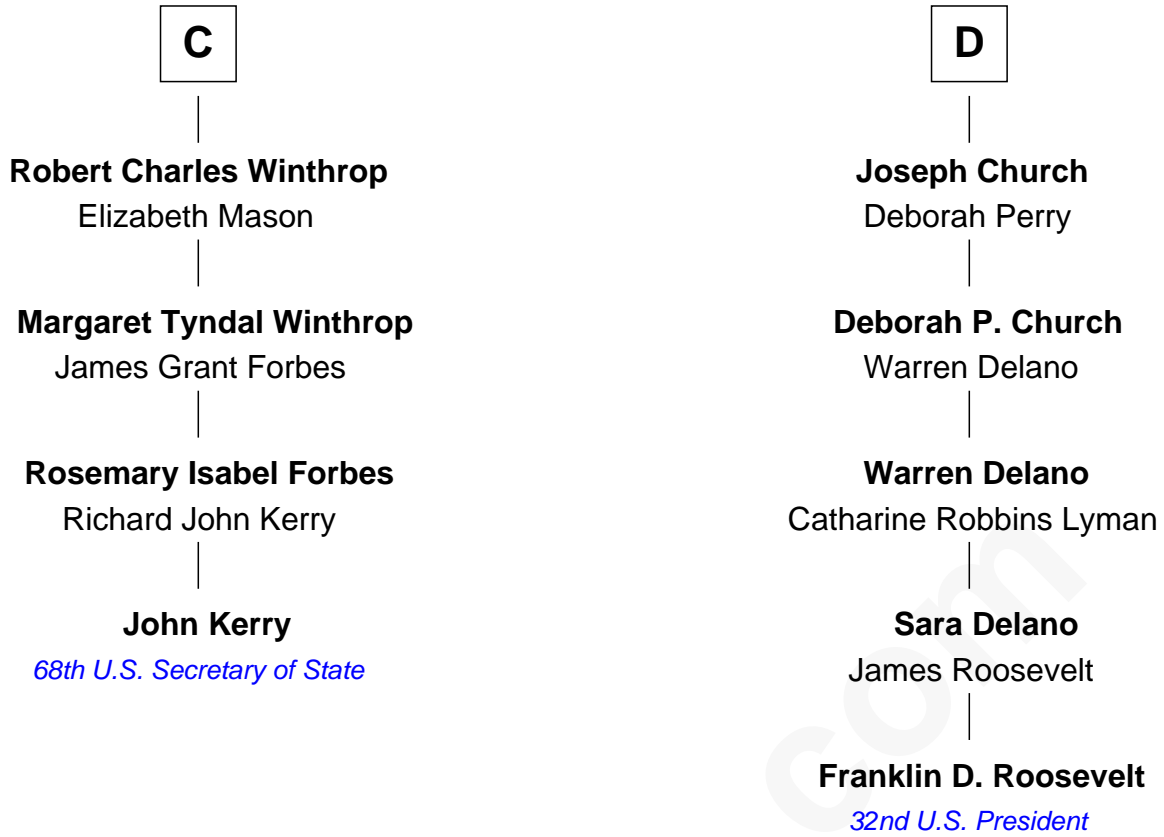 C
Robert Charles Winthrop
Elizabeth Mason
Margaret Tyndal Winthrop
James Grant Forbes
Rosemary Isabel Forbes
Richard John Kerry
John Kerry
68th U.S. Secretary of State
D
Joseph Church
Deborah Perry
Deborah P. Church
Warren Delano
Warren Delano
Catharine Robbins Lyman
Sara Delano
James Roosevelt
Franklin D. Roosevelt
32nd U.S. President
com